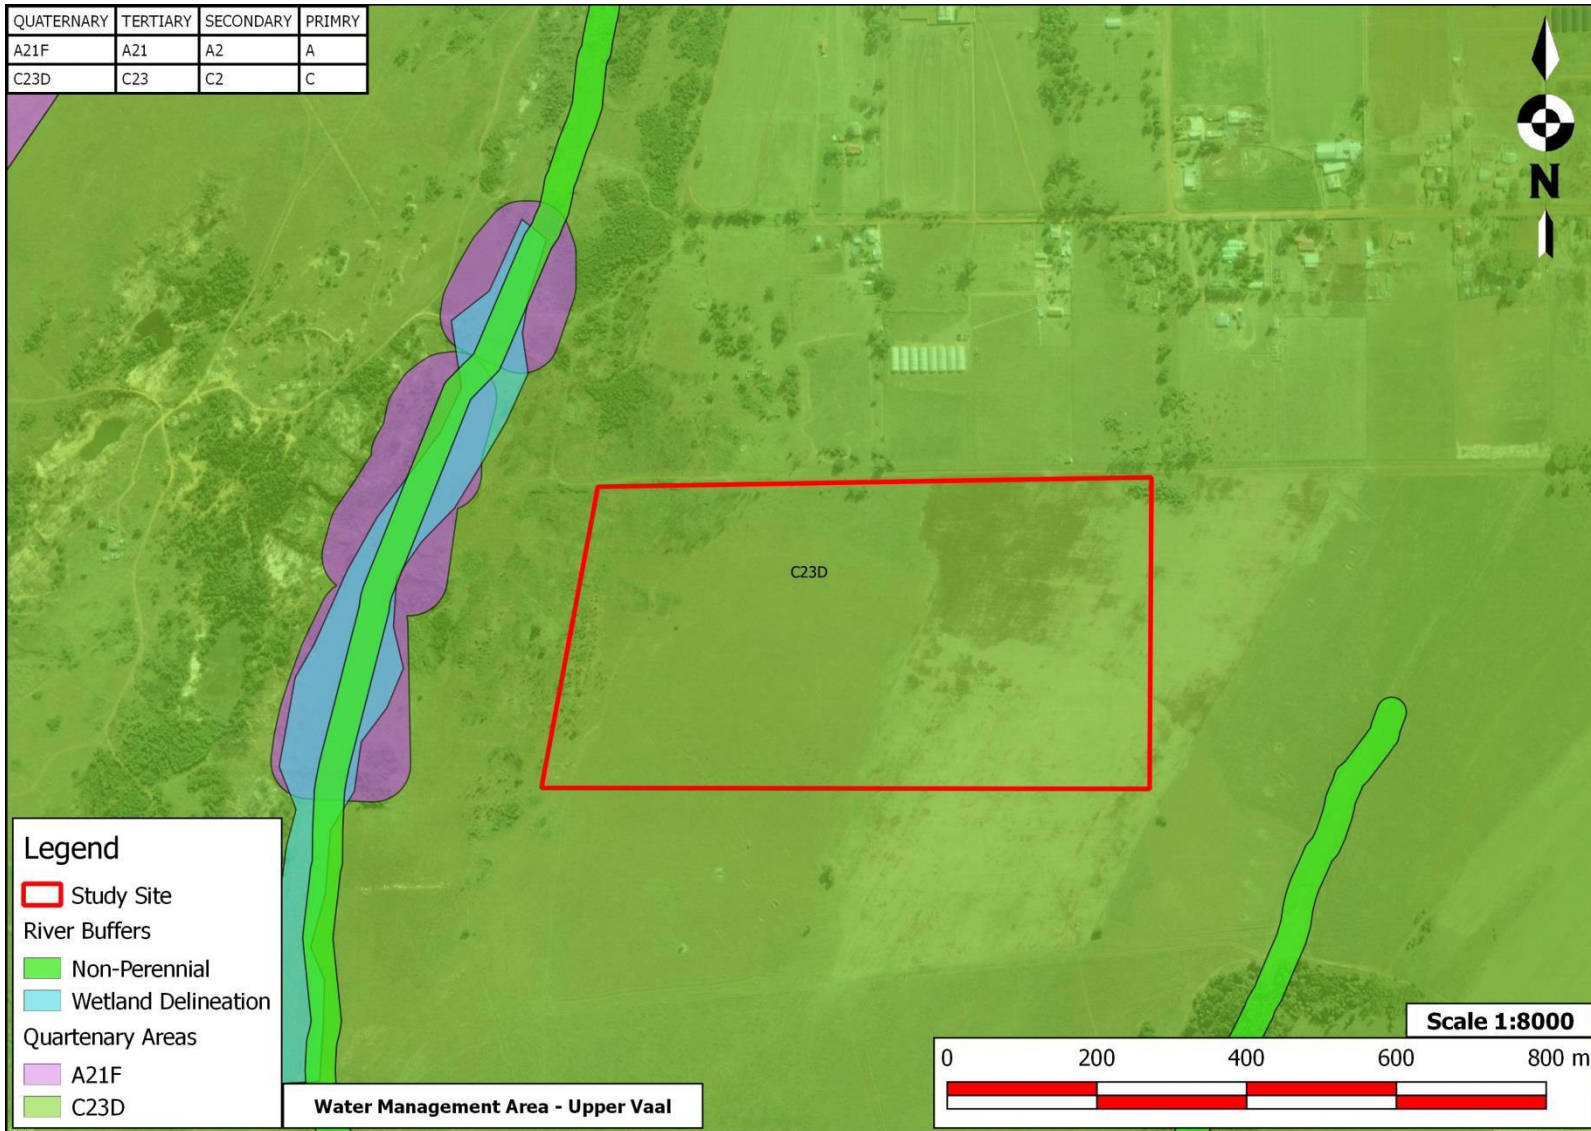 QUATERNARY TERTIARY SECONDARY PRIMRY
A21F A21 A2 A
C23D C23 C2 C
N
C23D
Legend
Study Site
River Buffers
Non-Perennial
Wetland Delineation
Quartenary Areas
A21F
C23D
Water Management Area - Upper Vaal
Scale 1:8000
0 200 400 600 800 m